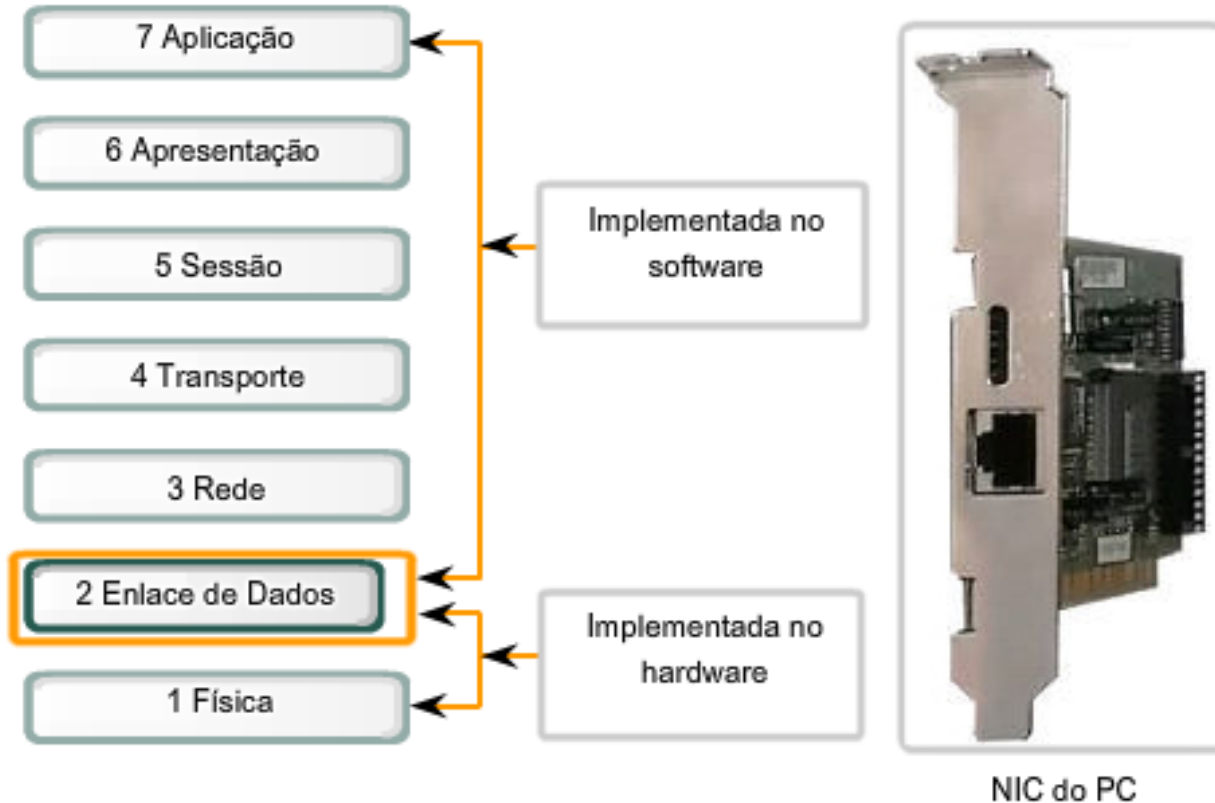 7 Aplicação
6 Apresentação
5 Sessão
4 Transporte
3 Rede
2 Enlace de Dados
1 Física
Implementada no
software
Implementada no
hardware
NIC do PC